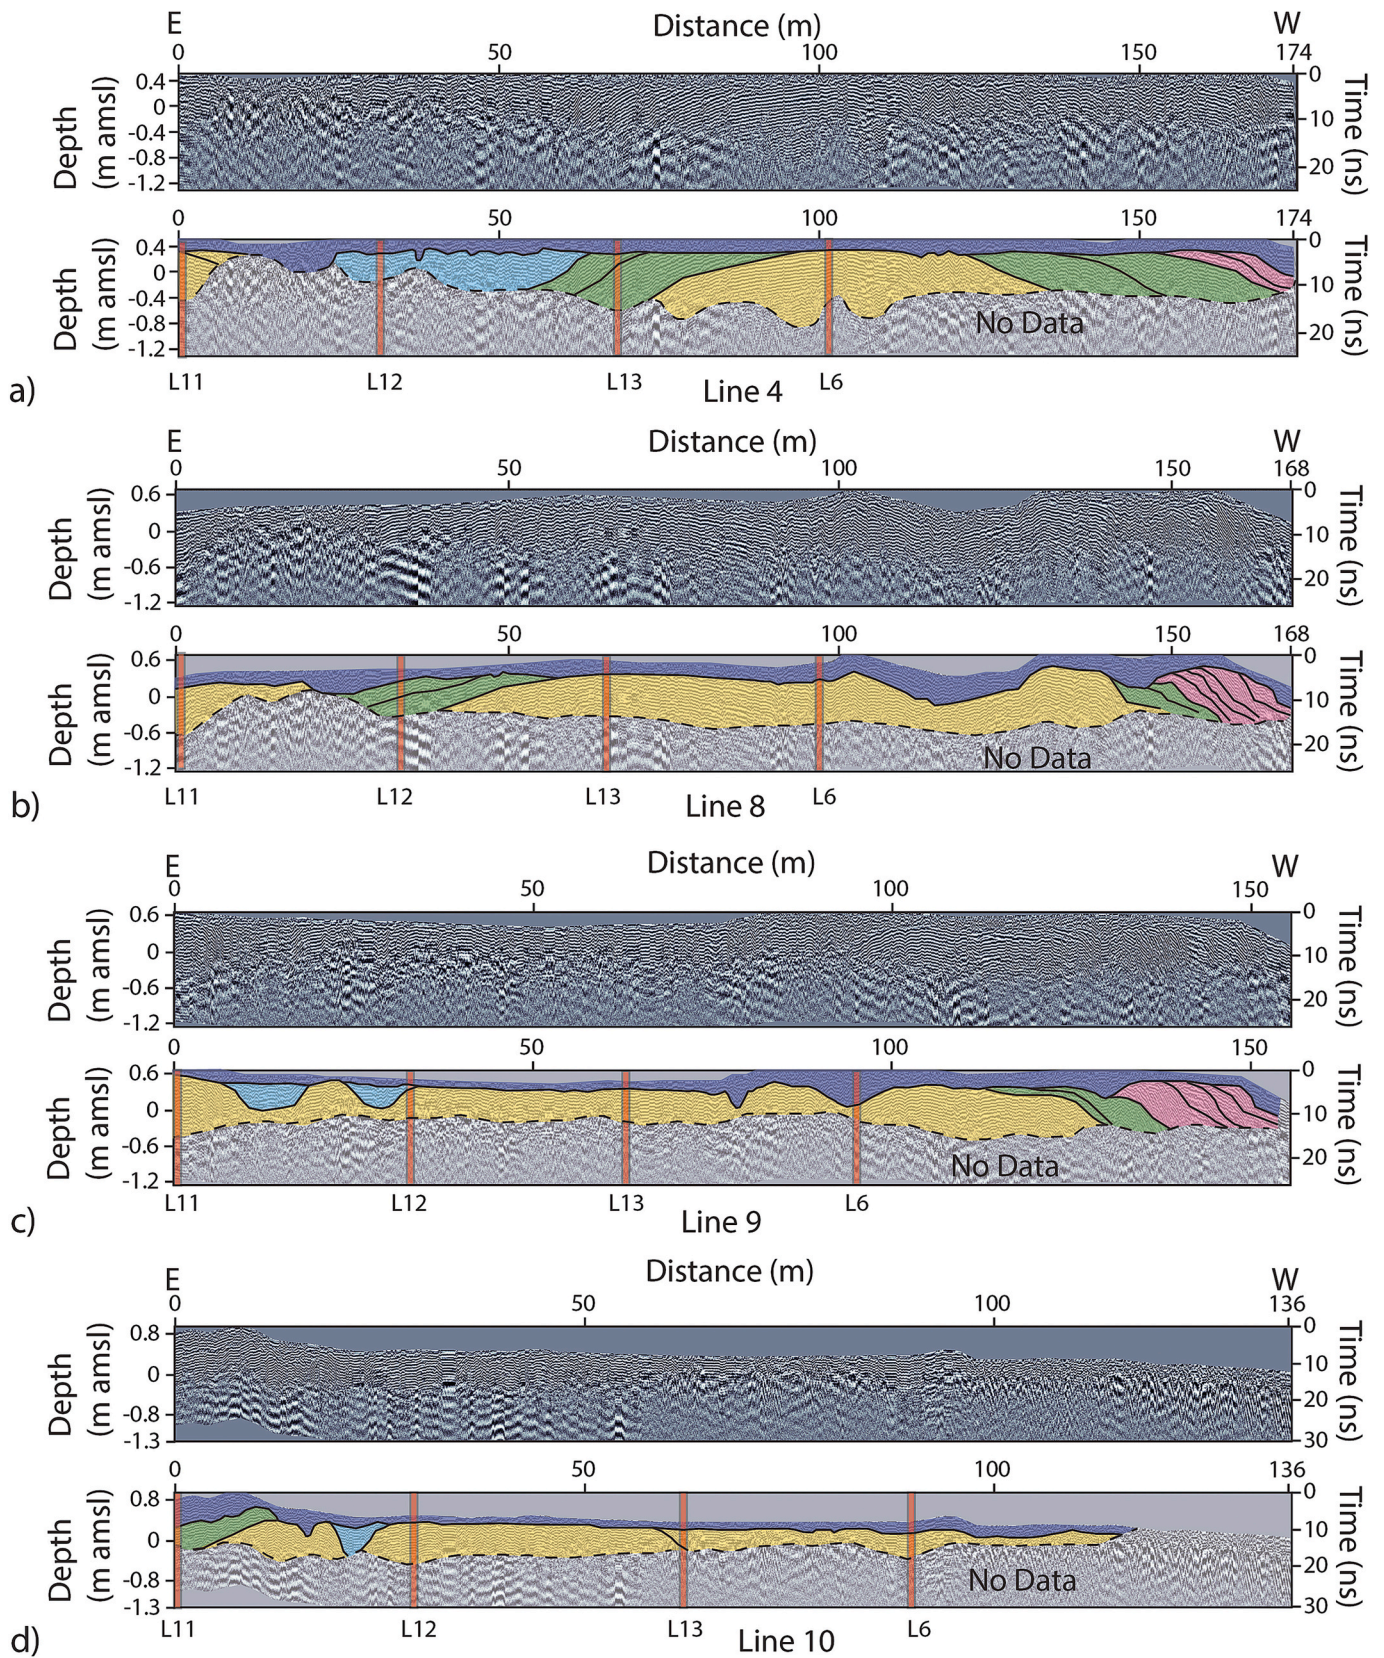 E Distance (m) W
0 50 100 150 174
0.4 0 -0.4 -0.8 -1.2
Depth (m amsl)
0 10 20
Time (ns)
0 50 100 150 174
0.4 0 -0.4 -0.8 -1.2
Depth (m amsl)
0 10 20
Time (ns)
No Data
L11 L12 L13 L6
a) Line 4
E Distance (m) W
0 50 100 150 168
0.6 0 -0.6 -1.2
Depth (m amsl)
0 10 20
Time (ns)
0 50 100 150 168
0.6 0 -0.6 -1.2
Depth (m amsl)
0 10 20
Time (ns)
No Data
L11 L12 L13 L6
b) Line 8
E Distance (m) W
0 50 100 150
0.6 0 -0.6 -1.2
Depth (m amsl)
0 10 20
Time (ns)
0 50 100 150
0.6 0 -0.6 -1.2
Depth (m amsl)
0 10 20
Time (ns)
No Data
L11 L12 L13 L6
c) Line 9
E Distance (m) W
0 50 100 136
0.8 0 -0.8 -1.3
Depth (m amsl)
0 10 20 30
Time (ns)
0 50 100 136
0.8 0 -0.8 -1.3
Depth (m amsl)
0 10 20 30
Time (ns)
No Data
L11 L12 L13 L6
d) Line 10